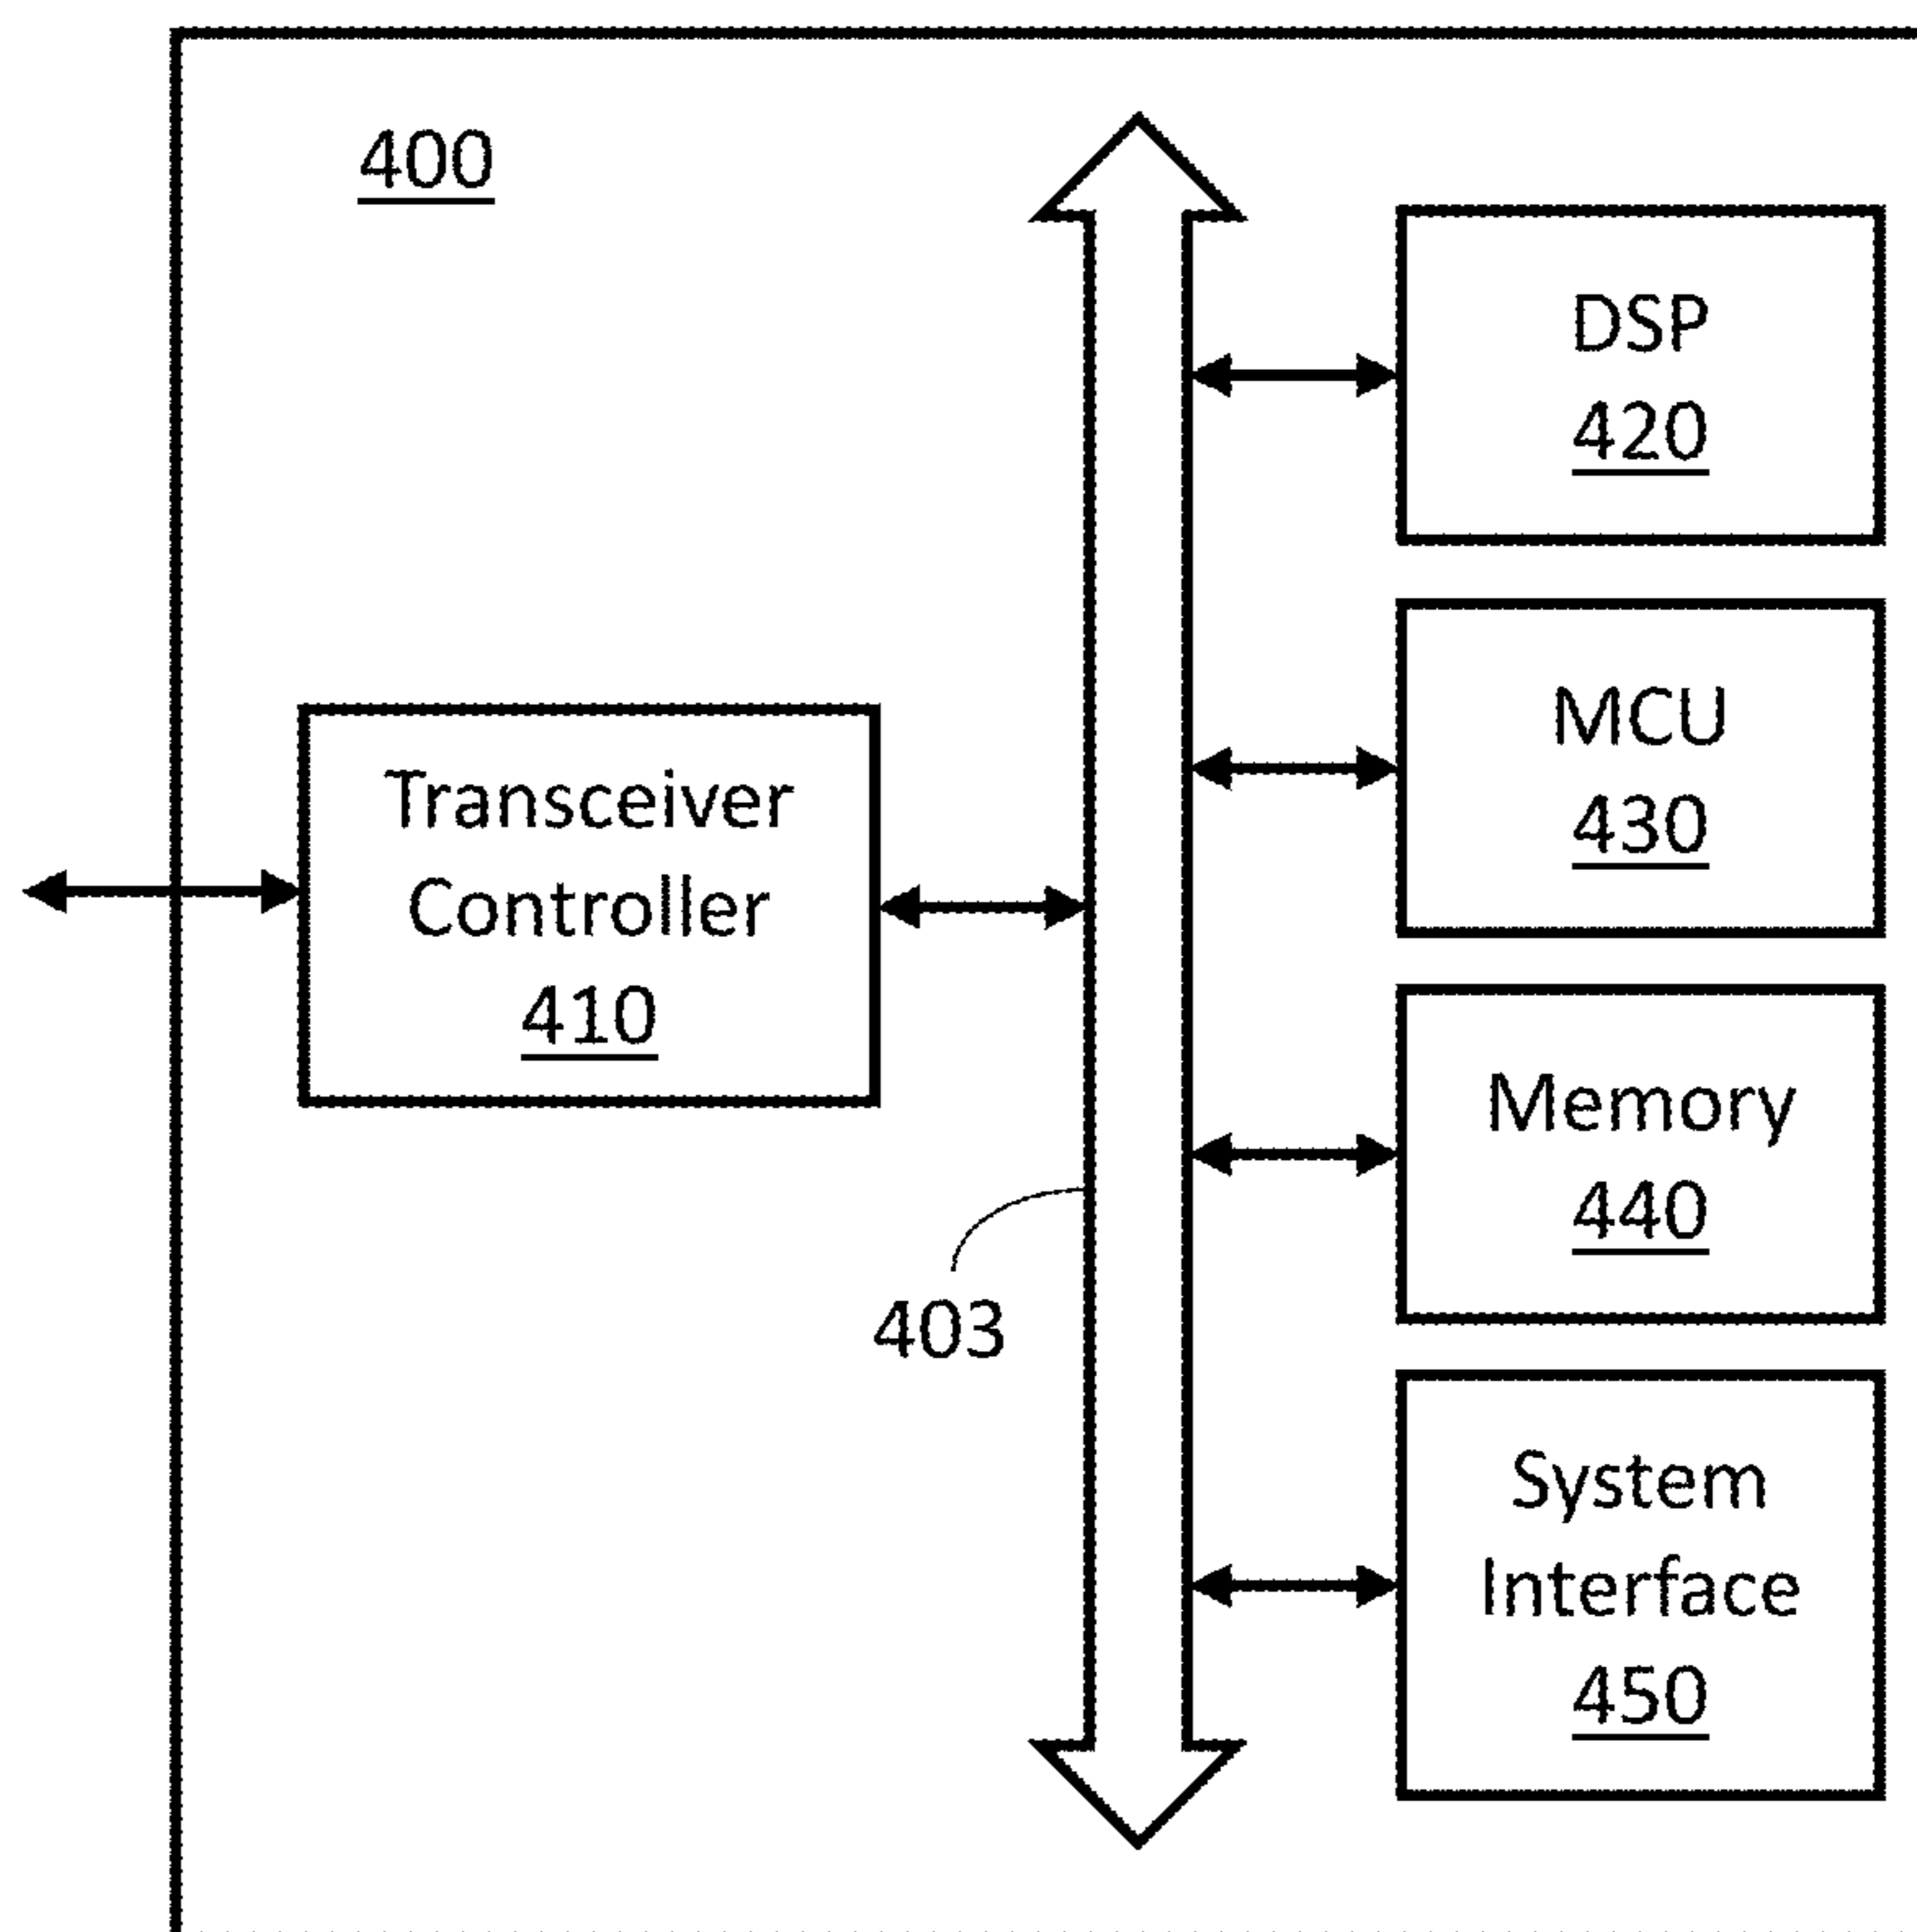 400
DSP
420
MCU
430
Transceiver
Controller
410
Memory
440
403
System
Interface
450